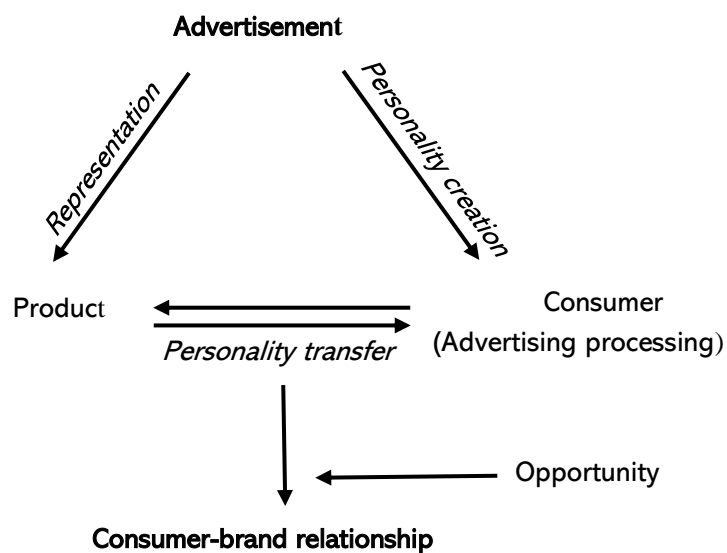 Advertisement
Representation
Personality creation
Product
Consumer
(Advertising processing)
Personality transfer
Opportunity
Consumer-brand relationship